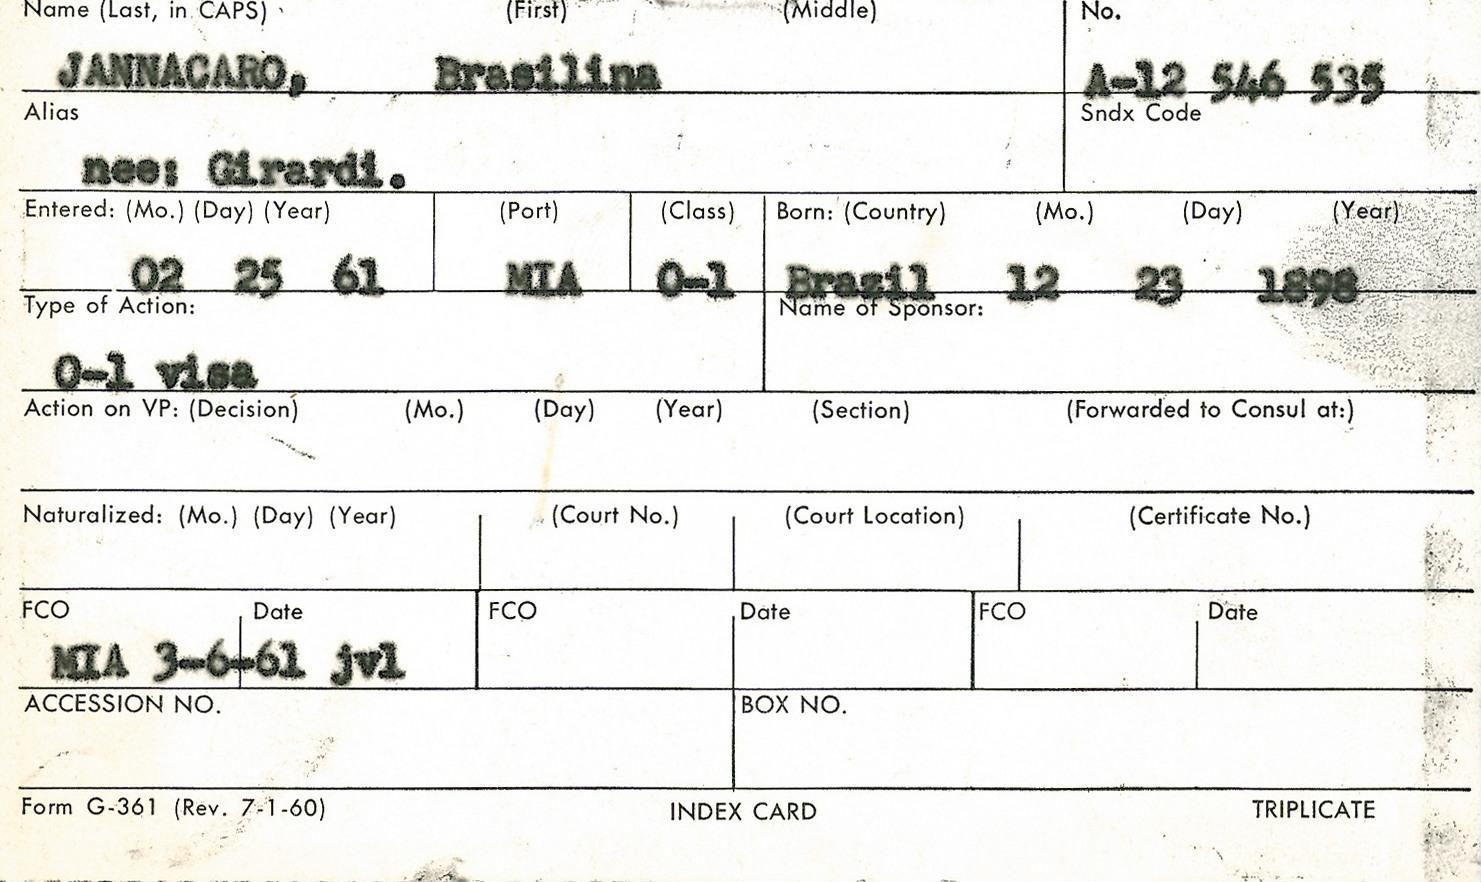 Name (Last, in CAPS) (First) (Middle) No.
JANNACARO, Brasilina A-12 546 535
Alias Sndx Code
nee: Girardi.
Entered: (Mo.) (Day) (Year) (Port) (Class) Born: (Country) (Mo.) (Day) (Year)
02 25 61 MIA O-1 Brazil 12 23 1898
Type of Action: Name of Sponsor:
O-1 visa
Action on VP: (Decision) (Mo.) (Day) (Year) (Section) (Forwarded to Consul at:)
Naturalized: (Mo.) (Day) (Year) (Court No.) (Court Location) (Certificate No.)
FCO Date FCO Date FCO Date
MIA 3-6-61 jvl
ACCESSION NO. BOX NO.
Form G-361 (Rev. 7-1-60) INDEX CARD TRIPLICATE